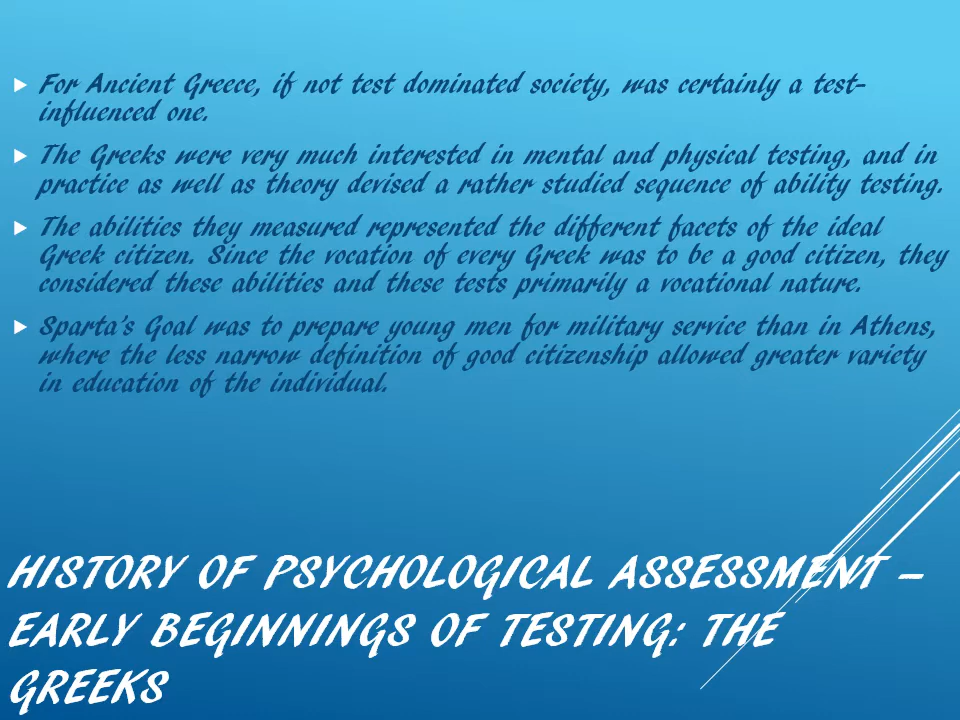 For Ancient Greece, if not test dominated society, was certainly a test-
influenced one.
The Greeks were very much interested in mental and physical testing, and in
practice as well as theory devised a rather studied sequence of ability testing.
The abilities they measured represented the different facets of the ideal
Greek citizen. Since the vocation of every Greek was to be a good citizen, they
considered these abilities and these tests primarily a vocational nature.
Sparta's Goal was to prepare young men for military service than in Athens,
where the less narrow definition of good citizenship allowed greater variety
in education of the individual.
HISTORY OF PSYCHOLOGICAL ASSESSMENT –
EARLY BEGINNINGS OF TESTING: THE
GREEKS